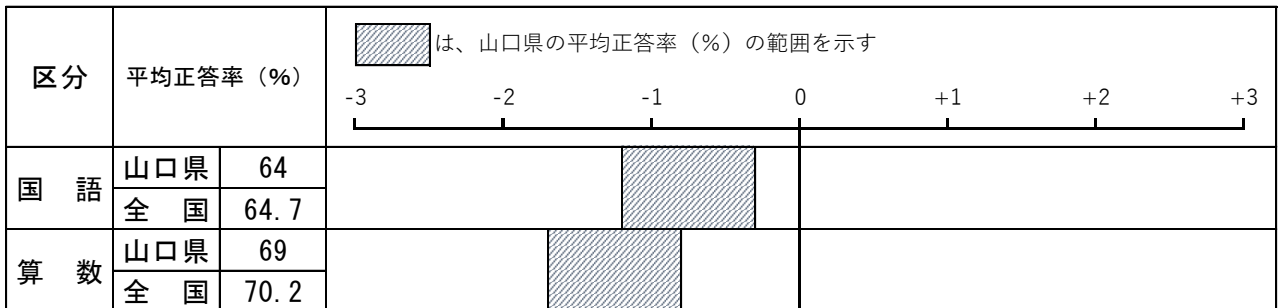 は、山口県の平均正答率（％）の範囲を示す
区分 平均正答率（％）
-3 -2 -1 0 +1 +2 +3
国 語 山口県 64
全 国 64.7
算 数 山口県 69
全 国 70.2